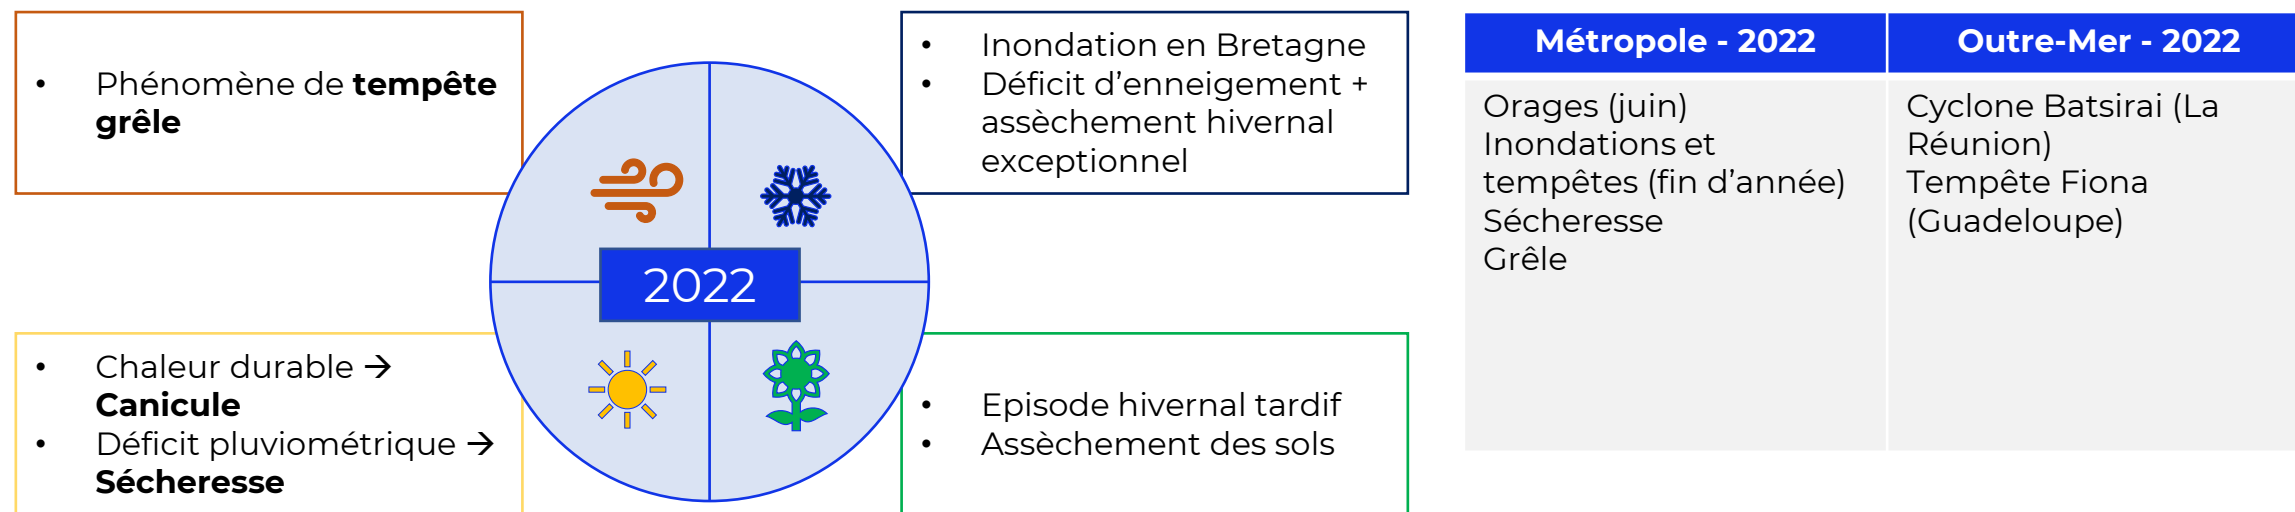 • Phénomène de tempête
grêle
• Inondation en Bretagne
• Déficit d’enneigement +
assèchement hivernal
exceptionnel
2022
• Chaleur durable →
Canicule
• Déficit pluviométrique →
Sécheresse
• Episode hivernal tardif
• Assèchement des sols
Métropole - 2022
Outre-Mer - 2022
Orages (juin)
Inondations et
tempêtes (fin d’année)
Sécheresse
Grêle
Cyclone Batsirai (La
Réunion)
Tempête Fiona
(Guadeloupe)